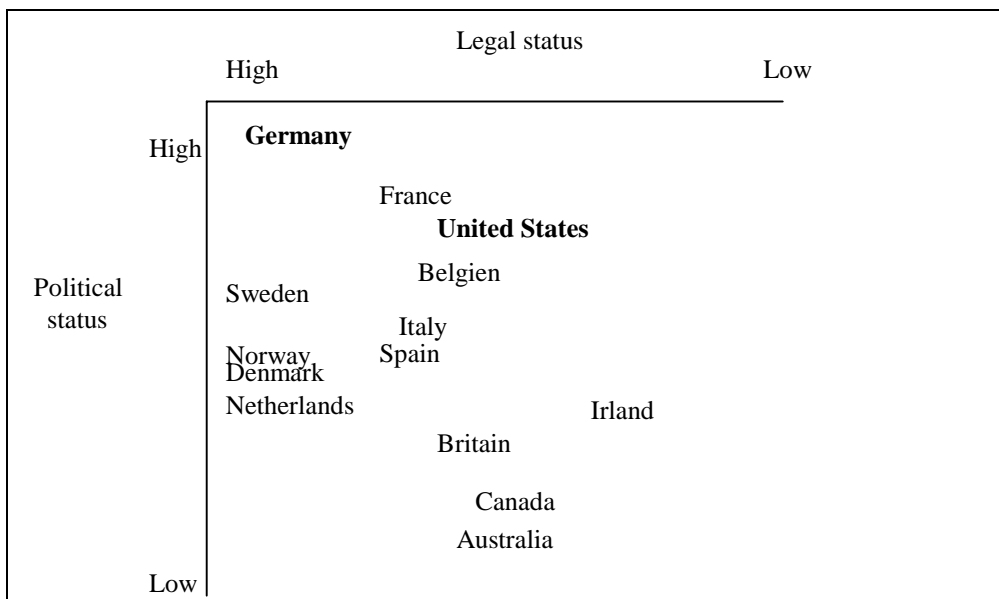 Legal status
High Low
Germany
High
France
United States
Belgien
Political
status
Sweden
Italy
Norway Spain
Denmark
Netherlands Irland
Britain
Canada
Australia
Low